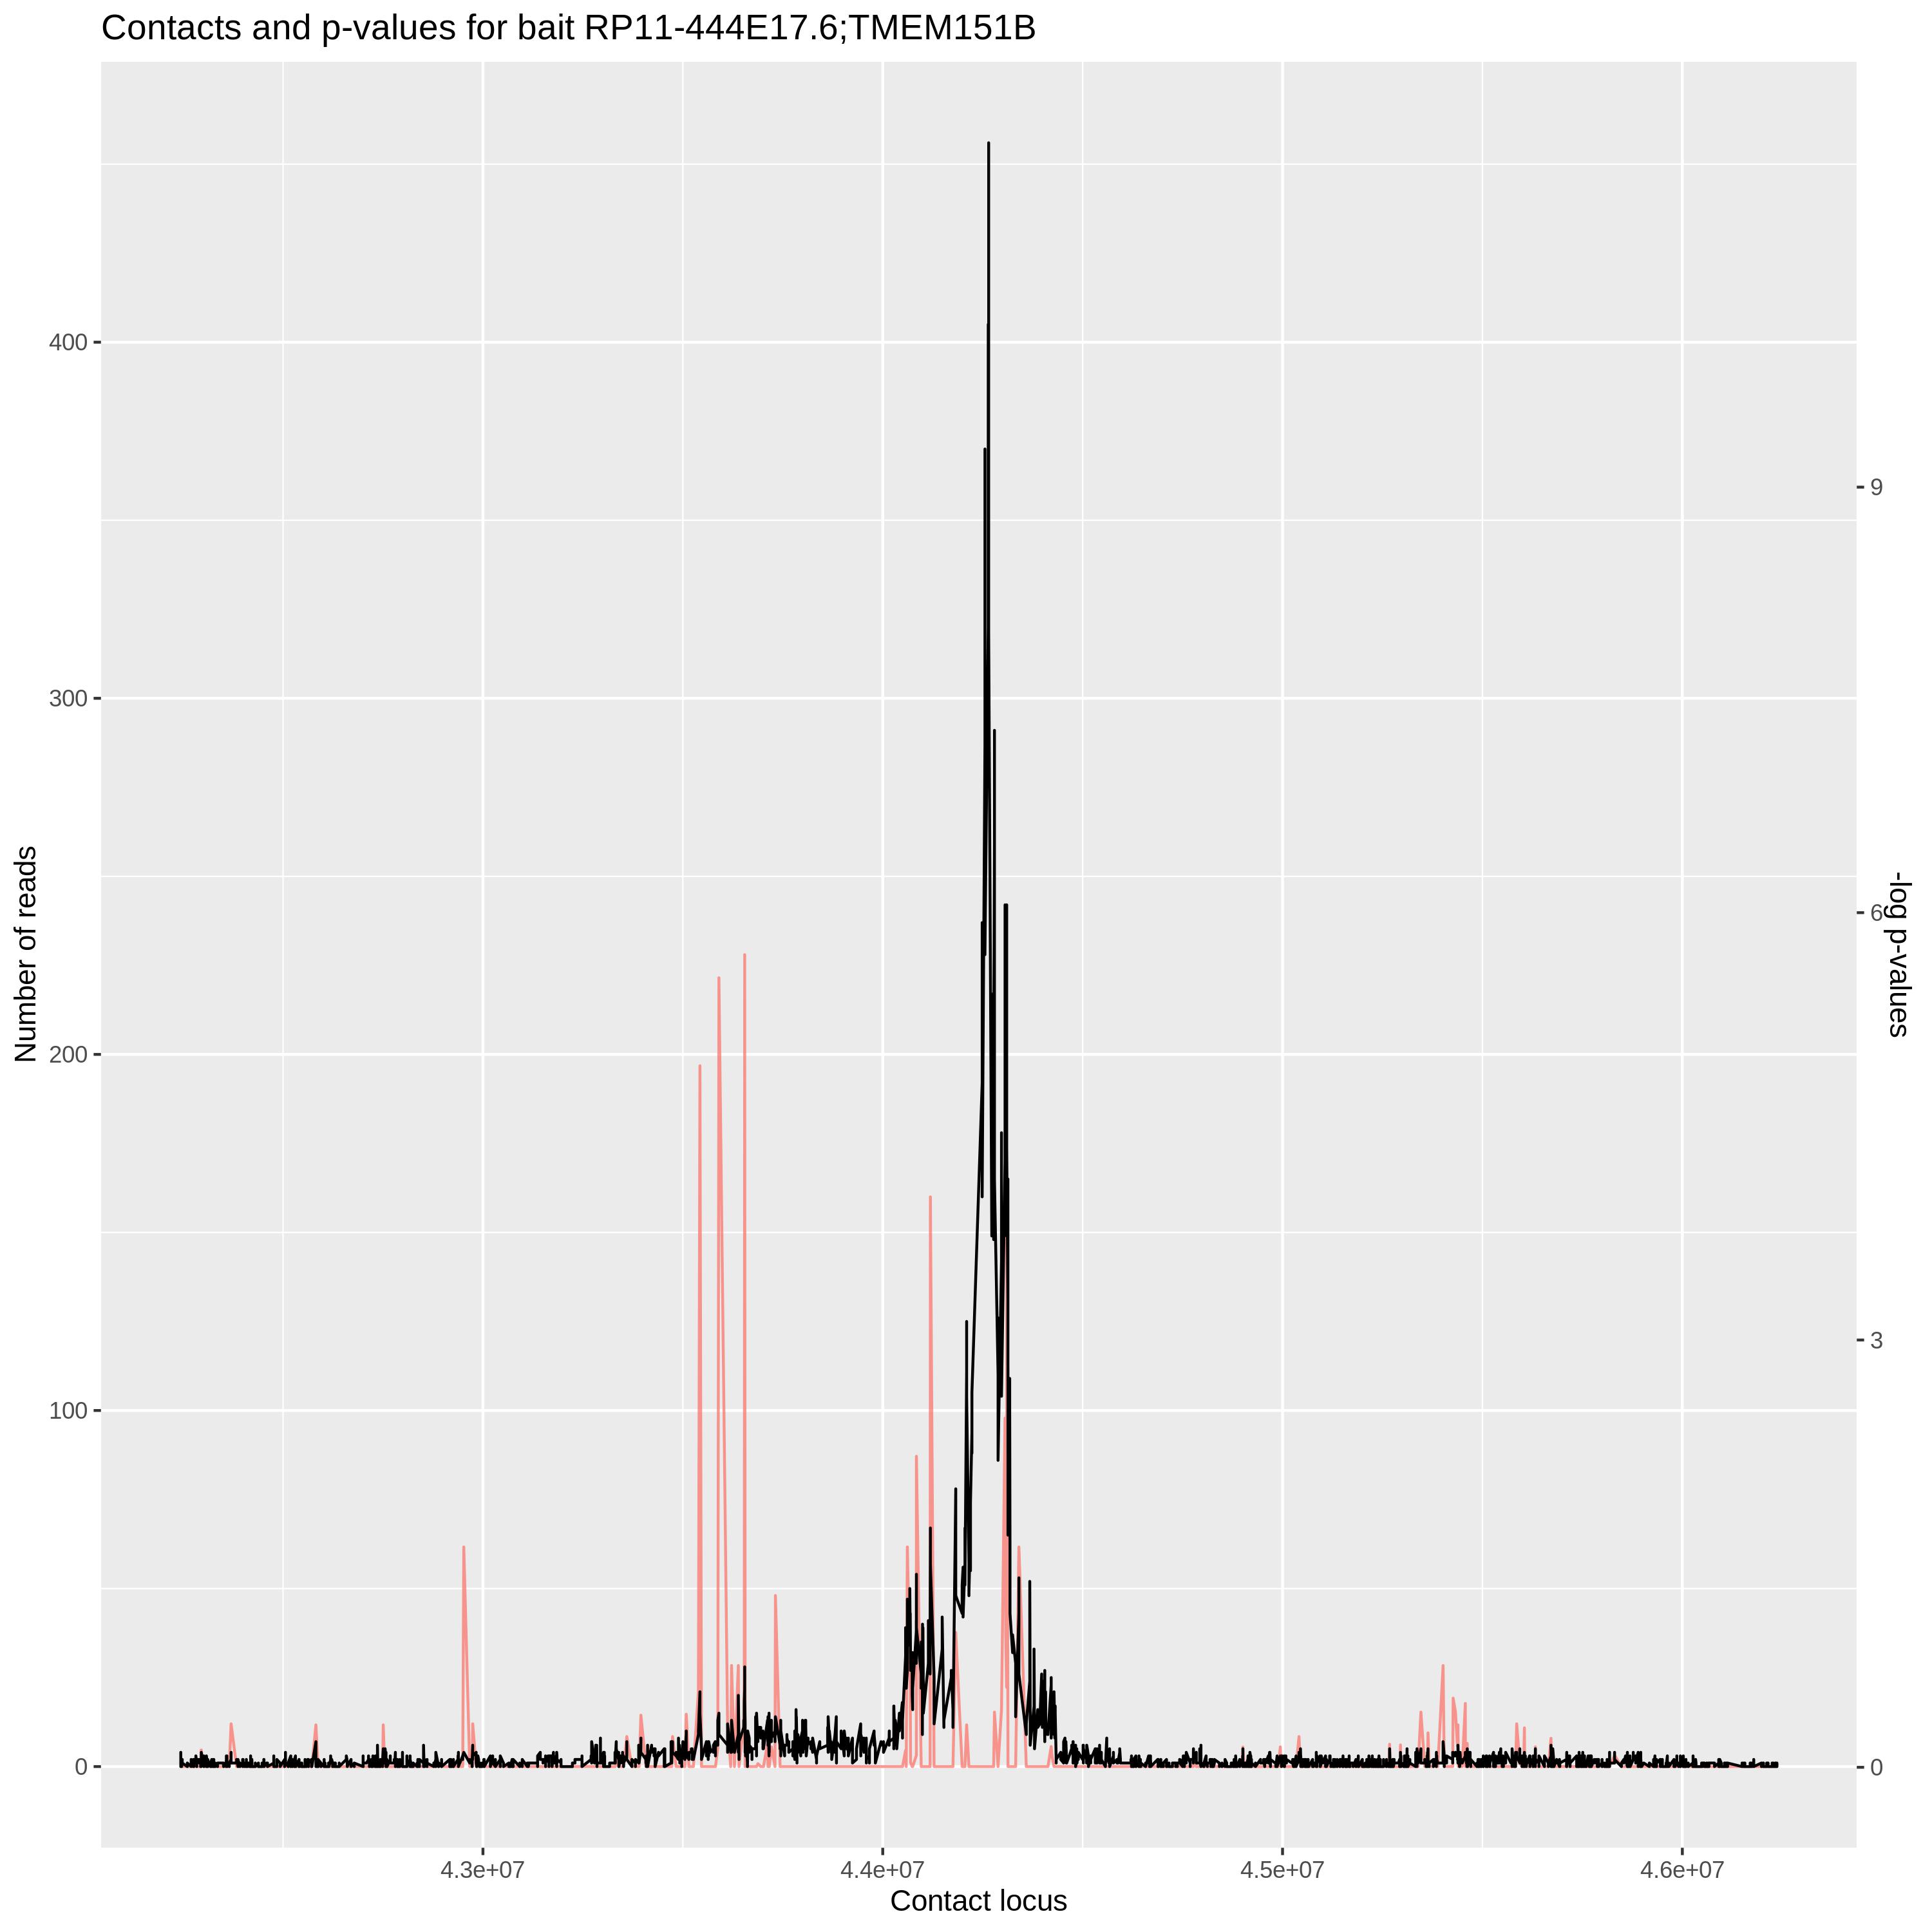 Contacts and p-values for bait RP11-444E17.6;TMEM151B
400
300
200
100
0
Number of reads
9
6
3
0
-log p-values
4.3e+07
4.4e+07
4.5e+07
4.6e+07
Contact locus